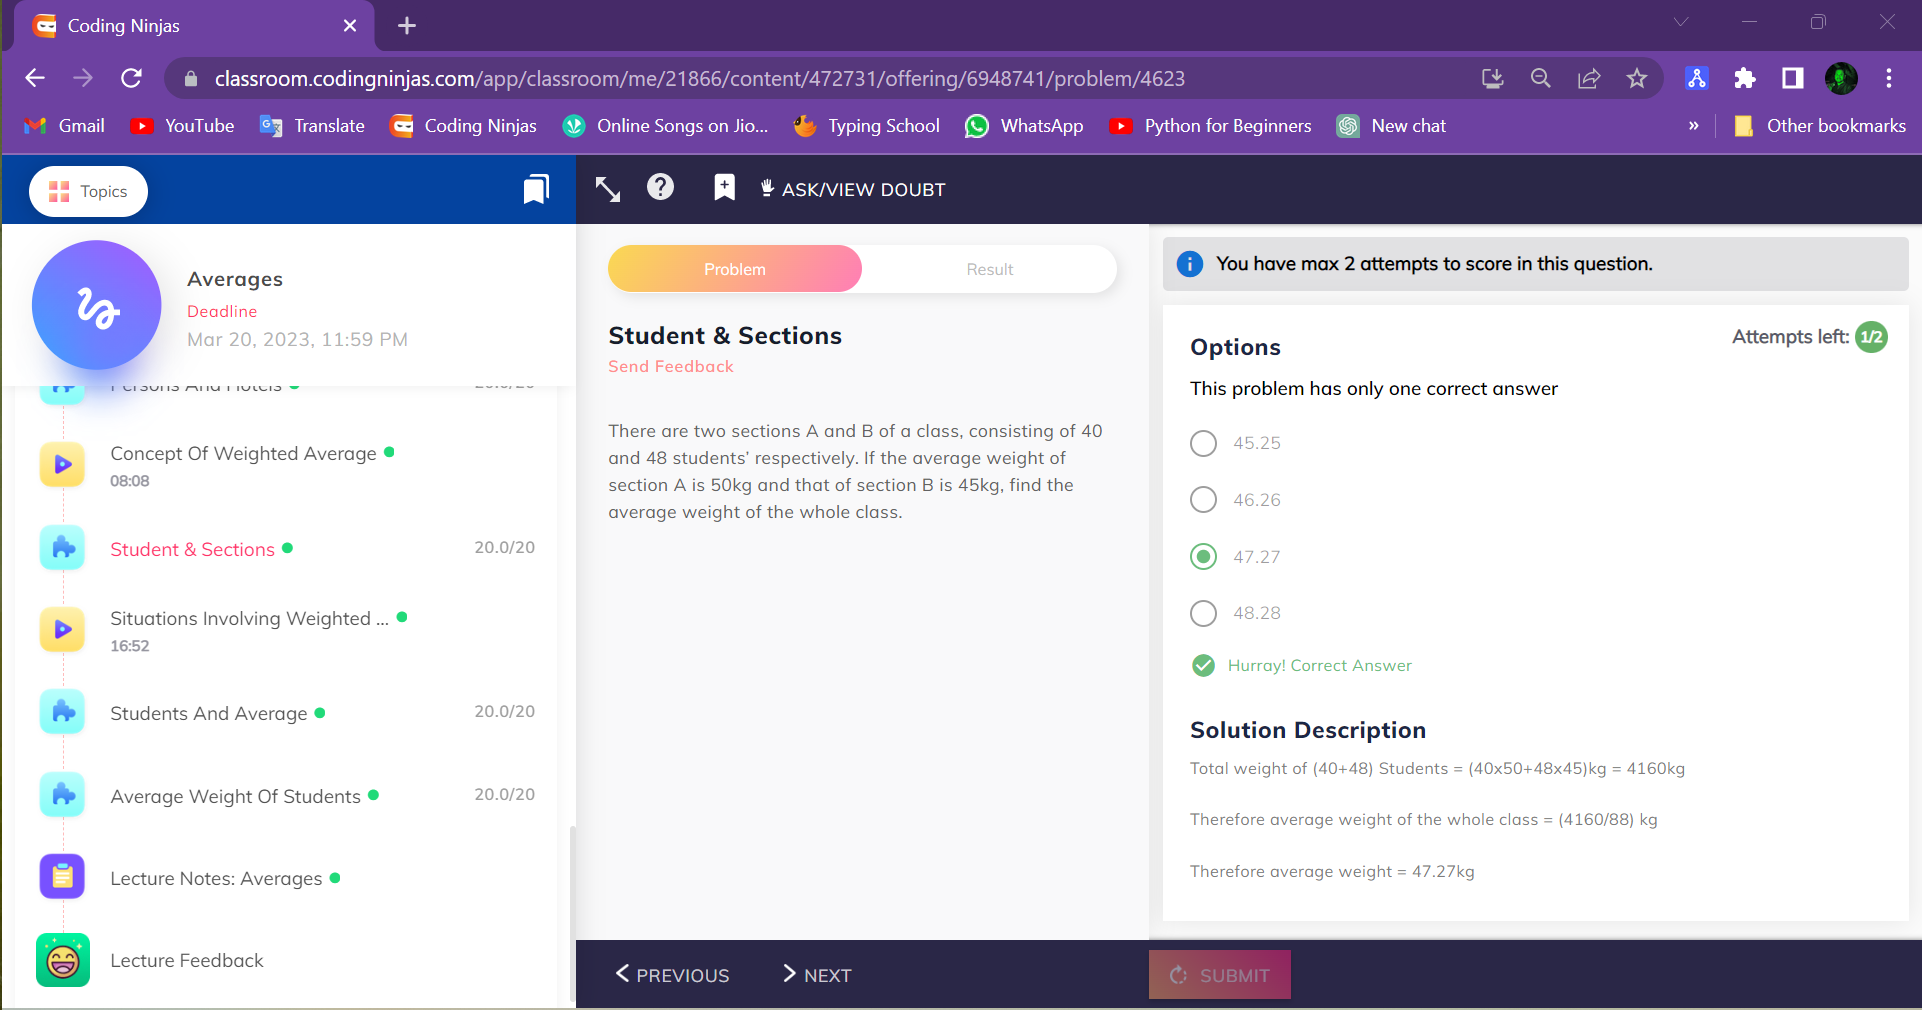 Coding Ninjas
classroom.codingninjas.com/app/classroom/me/21866/content/472731/offering/6948741/problem/4623
Gmail YouTube Translate Coding Ninjas Online Songs on Jio... Typing School WhatsApp Python for Beginners New chat » Other bookmarks
Topics
ASK/VIEW DOUBT
Averages
Deadline
Mar 20, 2023, 11:59 PM
Persons And Hotels 20.0/20
Concept Of Weighted Average
08:08
Student & Sections 20.0/20
Situations Involving Weighted ...
16:52
Students And Average 20.0/20
Average Weight Of Students 20.0/20
Lecture Notes: Averages
Lecture Feedback
Problem Result
Student & Sections
Send Feedback
There are two sections A and B of a class, consisting of 40
and 48 students’ respectively. If the average weight of
section A is 50kg and that of section B is 45kg, find the
average weight of the whole class.
You have max 2 attempts to score in this question.
Attempts left: 1/2
Options
This problem has only one correct answer
45.25
46.26
47.27
48.28
Hurray! Correct Answer
Solution Description
Total weight of (40+48) Students = (40x50+48x45)kg = 4160kg
Therefore average weight of the whole class = (4160/88) kg
Therefore average weight = 47.27kg
PREVIOUS NEXT SUBMIT